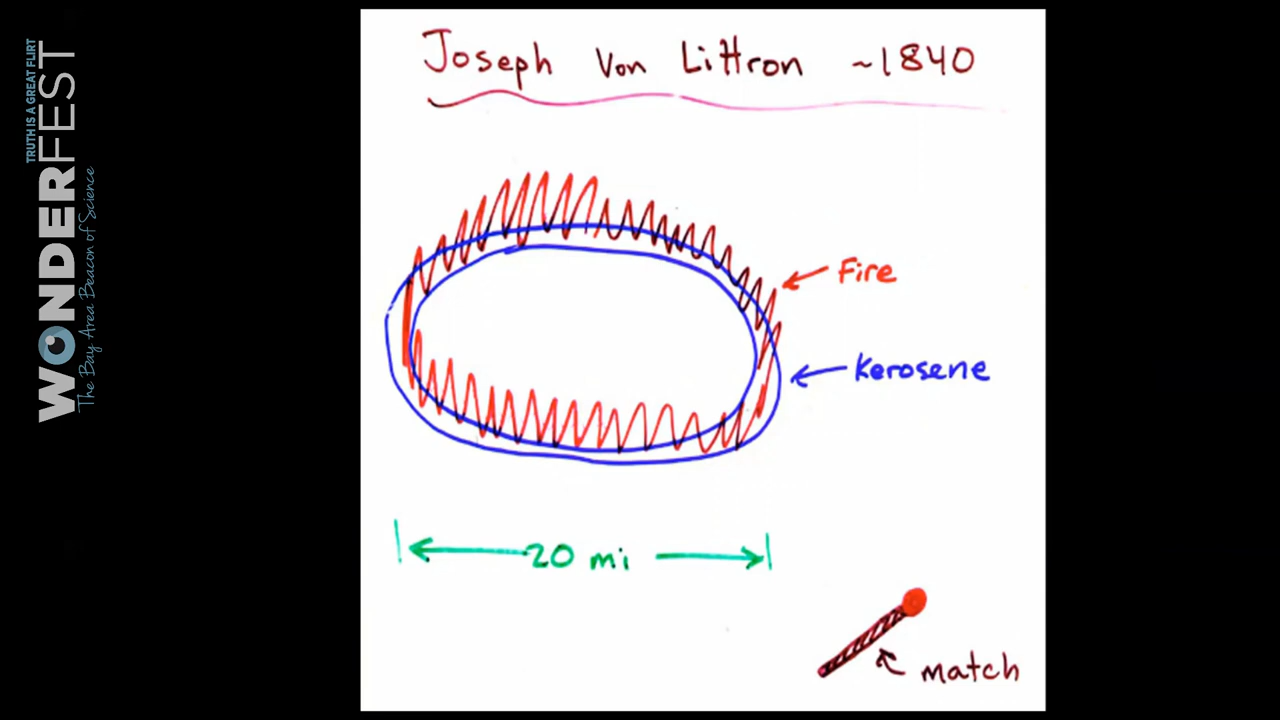 TRUTH IS A GREAT FLIRT
WONDERFEST
The Bay Area Beacon of Science
Joseph Von Littron ~1840
Fire
Kerosene
20 mi
match